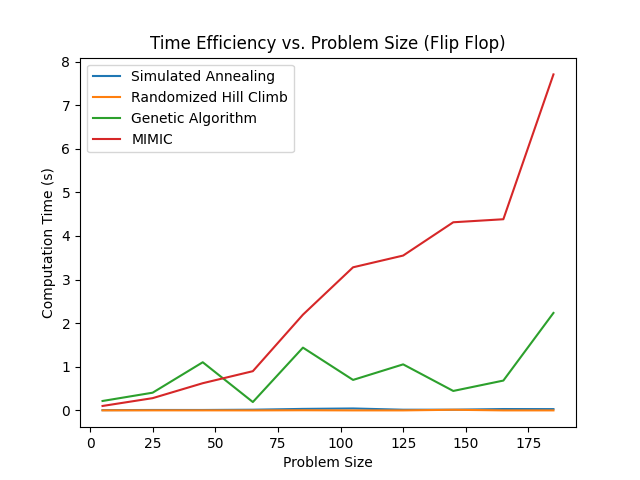 Time Efficiency vs. Problem Size (Flip Flop)
Simulated Annealing
Randomized Hill Climb
Genetic Algorithm
MIMIC
8
7
6
5
4
3
2
1
0
Computation Time (s)
0 25 50 75 100 125 150 175
Problem Size